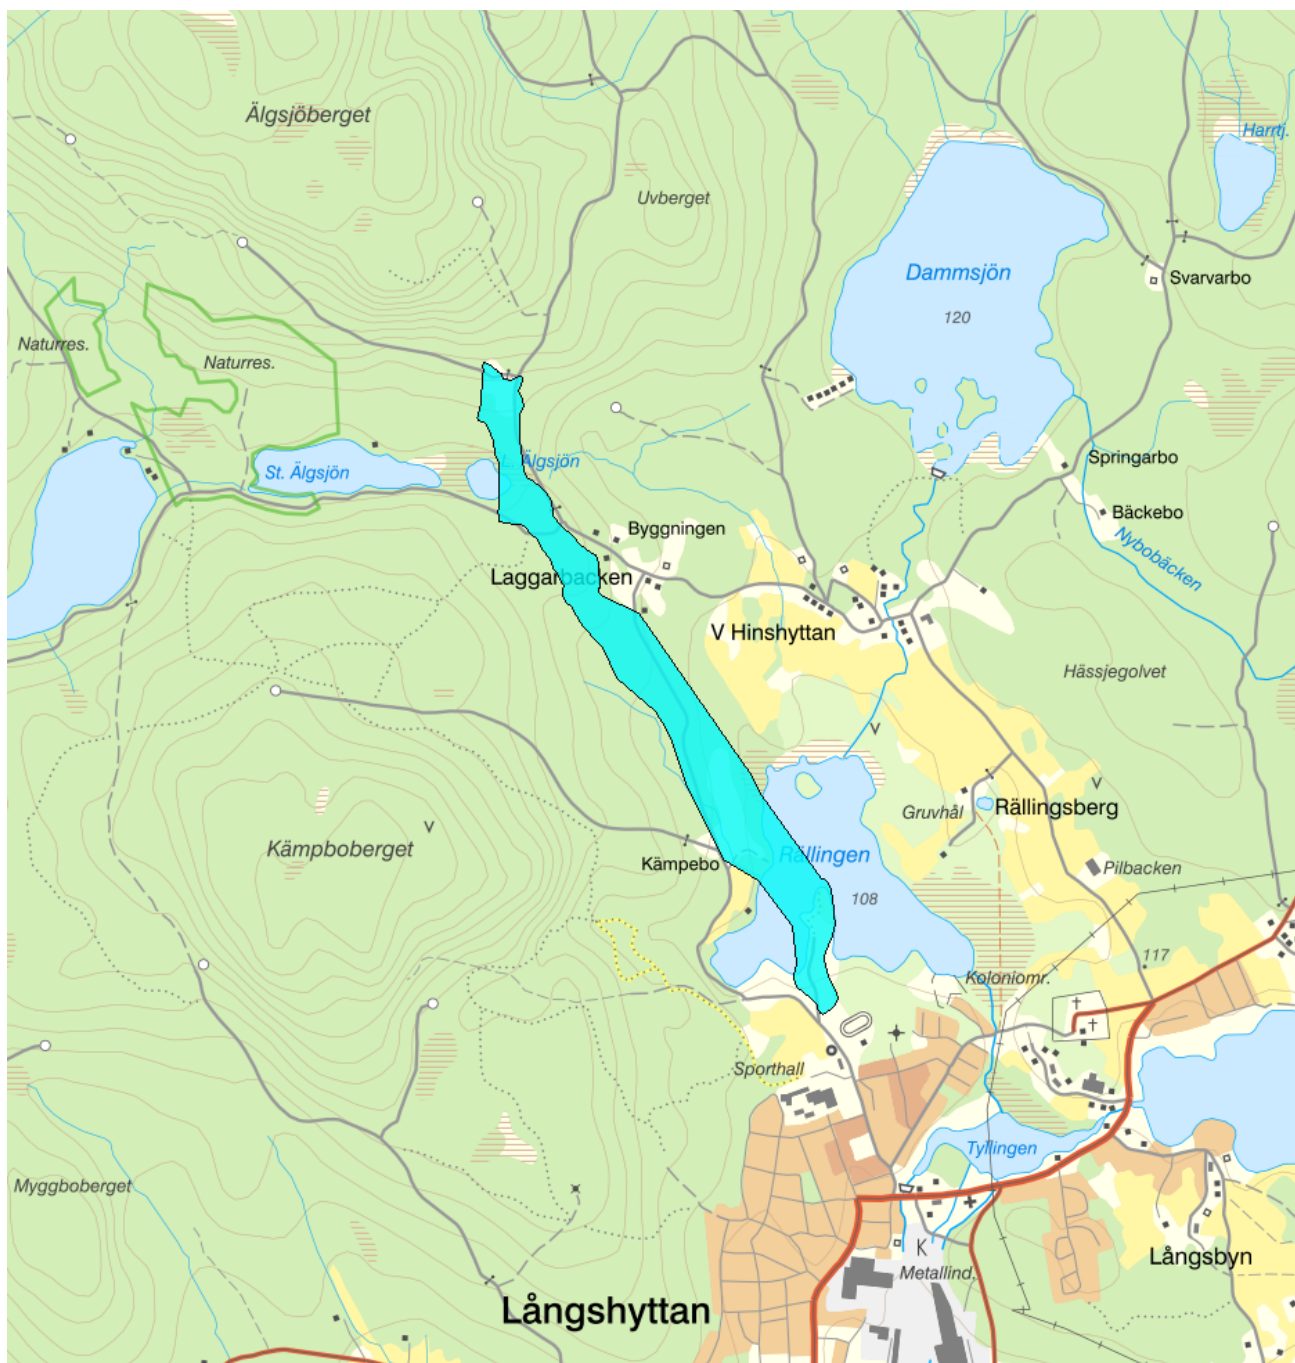 Älgsjöberget
Harrtj.
Uvberget
Dammsjön
Svarvarbo
120
Naturres.
Naturres.
L. Älgsjön
St. Älgsjön
Springarbo
Bäckebo
Byggningen
Nybobäcken
Laggarbacken
V Hinshyttan
Hässjegolvet
Gruvhål
Rällingsberg
Kämpboberget
Kämpebo
Rällingen
Pilbacken
108
117
Koloniomr.
Sporthall
Tyllingen
Myggboberget
K
Långsbyn
Metallind.
Långshyttan